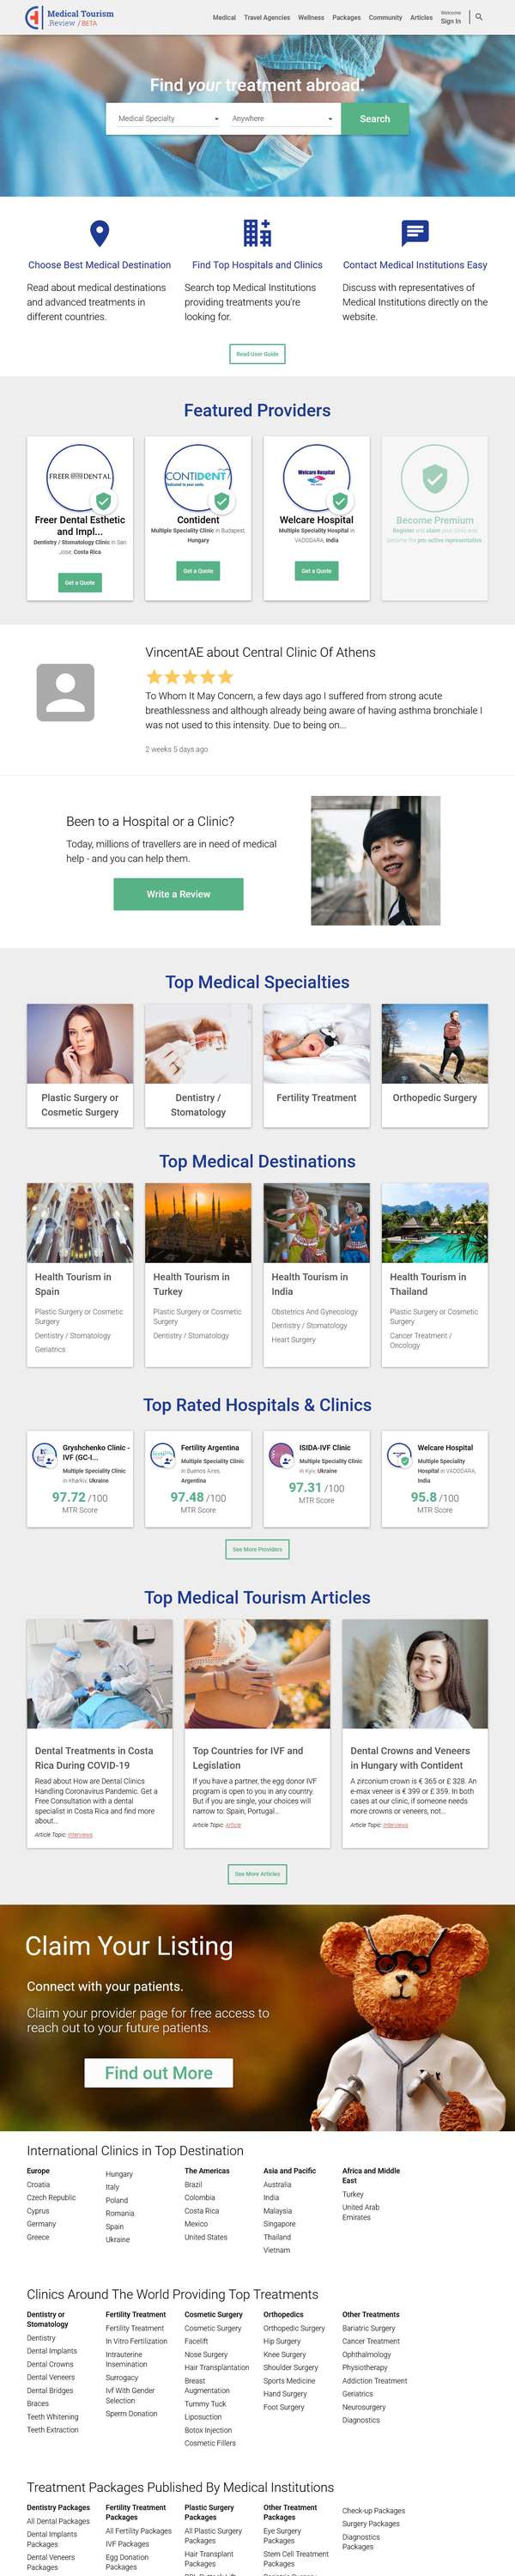 Medical Tourism
.Review /BETA
Medical Travel Agencies Wellness Packages Community Articles
Welcome
Sign In
Find your treatment abroad.
Medical Specialty
Anywhere
Search
Choose Best Medical Destination
Read about medical destinations
and advanced treatments in
different countries.
Find Top Hospitals and Clinics
Search top Medical Institutions
providing treatments you're
looking for.
Contact Medical Institutions Easy
Discuss with representatives of
Medical Institutions directly on the
website.
Read User Guide
Featured Providers
FREER DENTAL
Freer Dental Esthetic
and Impl...
Dentistry / Stomatology Clinic in San
Jose, Costa Rica
Get a Quote
CONTIDENT
Contident
Multiple Speciality Clinic in Budapest,
Hungary
Get a Quote
Welcare Hospital
Welcare Hospital
Multiple Speciality Hospital in
VADODARA, India
Get a Quote
Become Premium
Register and claim your clinic and
become the pro-active representative
VincentAE about Central Clinic Of Athens
To Whom It May Concern, a few days ago I suffered from strong acute
breathlessness and although already being aware of having asthma bronchiale I
was not used to this intensity. Due to being on...
2 weeks 5 days ago
Been to a Hospital or a Clinic?
Today, millions of travellers are in need of medical
help - and you can help them.
Write a Review
Top Medical Specialties
Plastic Surgery or
Cosmetic Surgery
Dentistry /
Stomatology
Fertility Treatment
Orthopedic Surgery
Top Medical Destinations
Health Tourism in
Spain
Plastic Surgery or Cosmetic
Surgery
Dentistry / Stomatology
Geriatrics
Health Tourism in
Turkey
Plastic Surgery or Cosmetic
Surgery
Dentistry / Stomatology
Health Tourism in
India
Obstetrics And Gynecology
Dentistry / Stomatology
Heart Surgery
Health Tourism in
Thailand
Plastic Surgery or Cosmetic
Surgery
Cancer Treatment /
Oncology
Top Rated Hospitals & Clinics
Gryshchenko Clinic -
IVF (GC-I...
Multiple Speciality Clinic
in Kharkiv, Ukraine
97.72 /100
MTR Score
Fertility Argentina
Multiple Speciality Clinic
in Buenos Aires,
Argentina
97.48 /100
MTR Score
ISIDA-IVF Clinic
Multiple Speciality Clinic
in Kyiv, Ukraine
97.31 /100
MTR Score
Welcare Hospital
Multiple Speciality
Hospital in VADODARA,
India
95.8 /100
MTR Score
See More Providers
Top Medical Tourism Articles
Dental Treatments in Costa
Rica During COVID-19
Read about How are Dental Clinics
Handling Coronavirus Pandemic. Get a
Free Consultation with a dental
specialist in Costa Rica and find more
about...
Article Topic: Interviews
Top Countries for IVF and
Legislation
If you have a partner, the egg donor IVF
program is open to you in any country.
But if you are single, your choices will
narrow to: Spain, Portugal...
Article Topic: Article
Dental Crowns and Veneers
in Hungary with Contident
A zirconium crown is € 365 or £ 328. An
e-max veneer is € 399 or £ 359. In both
cases at our clinic, if someone needs
more crowns or veneers, not...
Article Topic: Interviews
See More Articles
Claim Your Listing
Connect with your patients.
Claim your provider page for free access to
reach out to your future patients.
Find out More
International Clinics in Top Destination
Europe
Croatia
Czech Republic
Cyprus
Germany
Greece
Hungary
Italy
Poland
Romania
Spain
Ukraine
The Americas
Brazil
Colombia
Costa Rica
Mexico
United States
Asia and Pacific
Australia
India
Malaysia
Singapore
Thailand
Vietnam
Africa and Middle
East
Turkey
United Arab
Emirates
Clinics Around The World Providing Top Treatments
Dentistry or
Stomatology
Dentistry
Dental Implants
Dental Crowns
Dental Veneers
Dental Bridges
Braces
Teeth Whitening
Teeth Extraction
Fertility Treatment
Fertility Treatment
In Vitro Fertilization
Intrauterine
Insemination
Surrogacy
Ivf With Gender
Selection
Sperm Donation
Cosmetic Surgery
Cosmetic Surgery
Facelift
Nose Surgery
Hair Transplantation
Breast
Augmentation
Tummy Tuck
Liposuction
Botox Injection
Cosmetic Fillers
Orthopedics
Orthopedic Surgery
Hip Surgery
Knee Surgery
Shoulder Surgery
Sports Medicine
Hand Surgery
Foot Surgery
Other Treatments
Bariatric Surgery
Cancer Treatment
Ophthalmology
Physiotherapy
Addiction Treatment
Geriatrics
Neurosurgery
Diagnostics
Treatment Packages Published By Medical Institutions
Dentistry Packages
All Dental Packages
Dental Implants
Packages
Dental Veneers
Packages
Fertility Treatment
Packages
All Fertility Packages
IVF Packages
Egg Donation
Packages
Plastic Surgery
Packages
All Plastic Surgery
Packages
Hair Transplant
Packages
Other Treatment
Packages
Eye Surgery
Packages
Stem Cell Treatment
Packages
Check-up Packages
Surgery Packages
Diagnostics
Packages